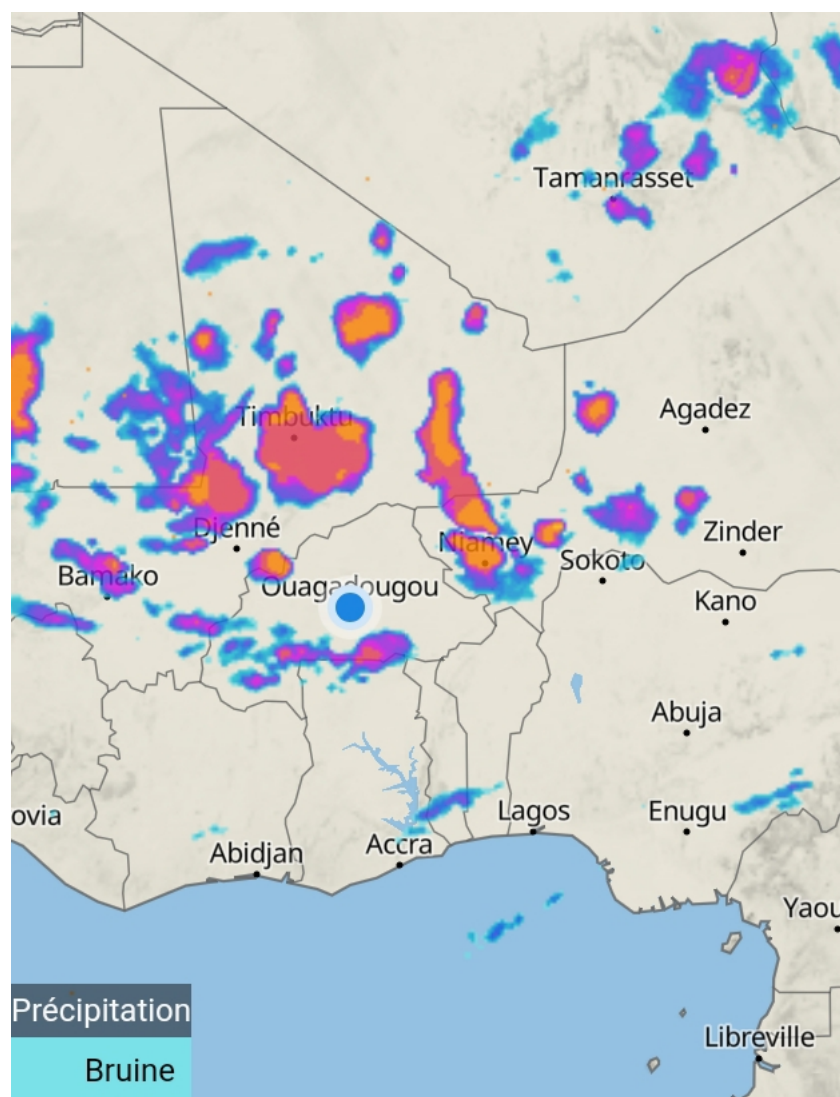 Tamanrasset
Agadez
Timbuktu
Djenné
Niamey
Zinder
Sokoto
Bamako
Ouagadougou
Kano
Abuja
ovia
Lagos
Enugu
Accra
Abidjan
Yaou
Précipitation
Libreville
Bruine